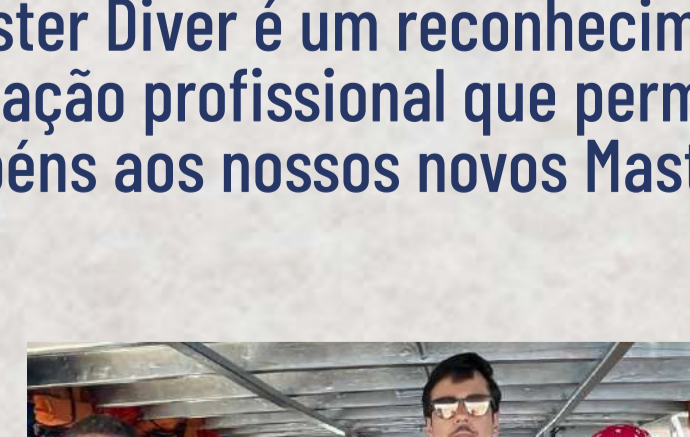 ster Diver é um reconhecim
ação profissional que perm
béns aos nossos novos Mast